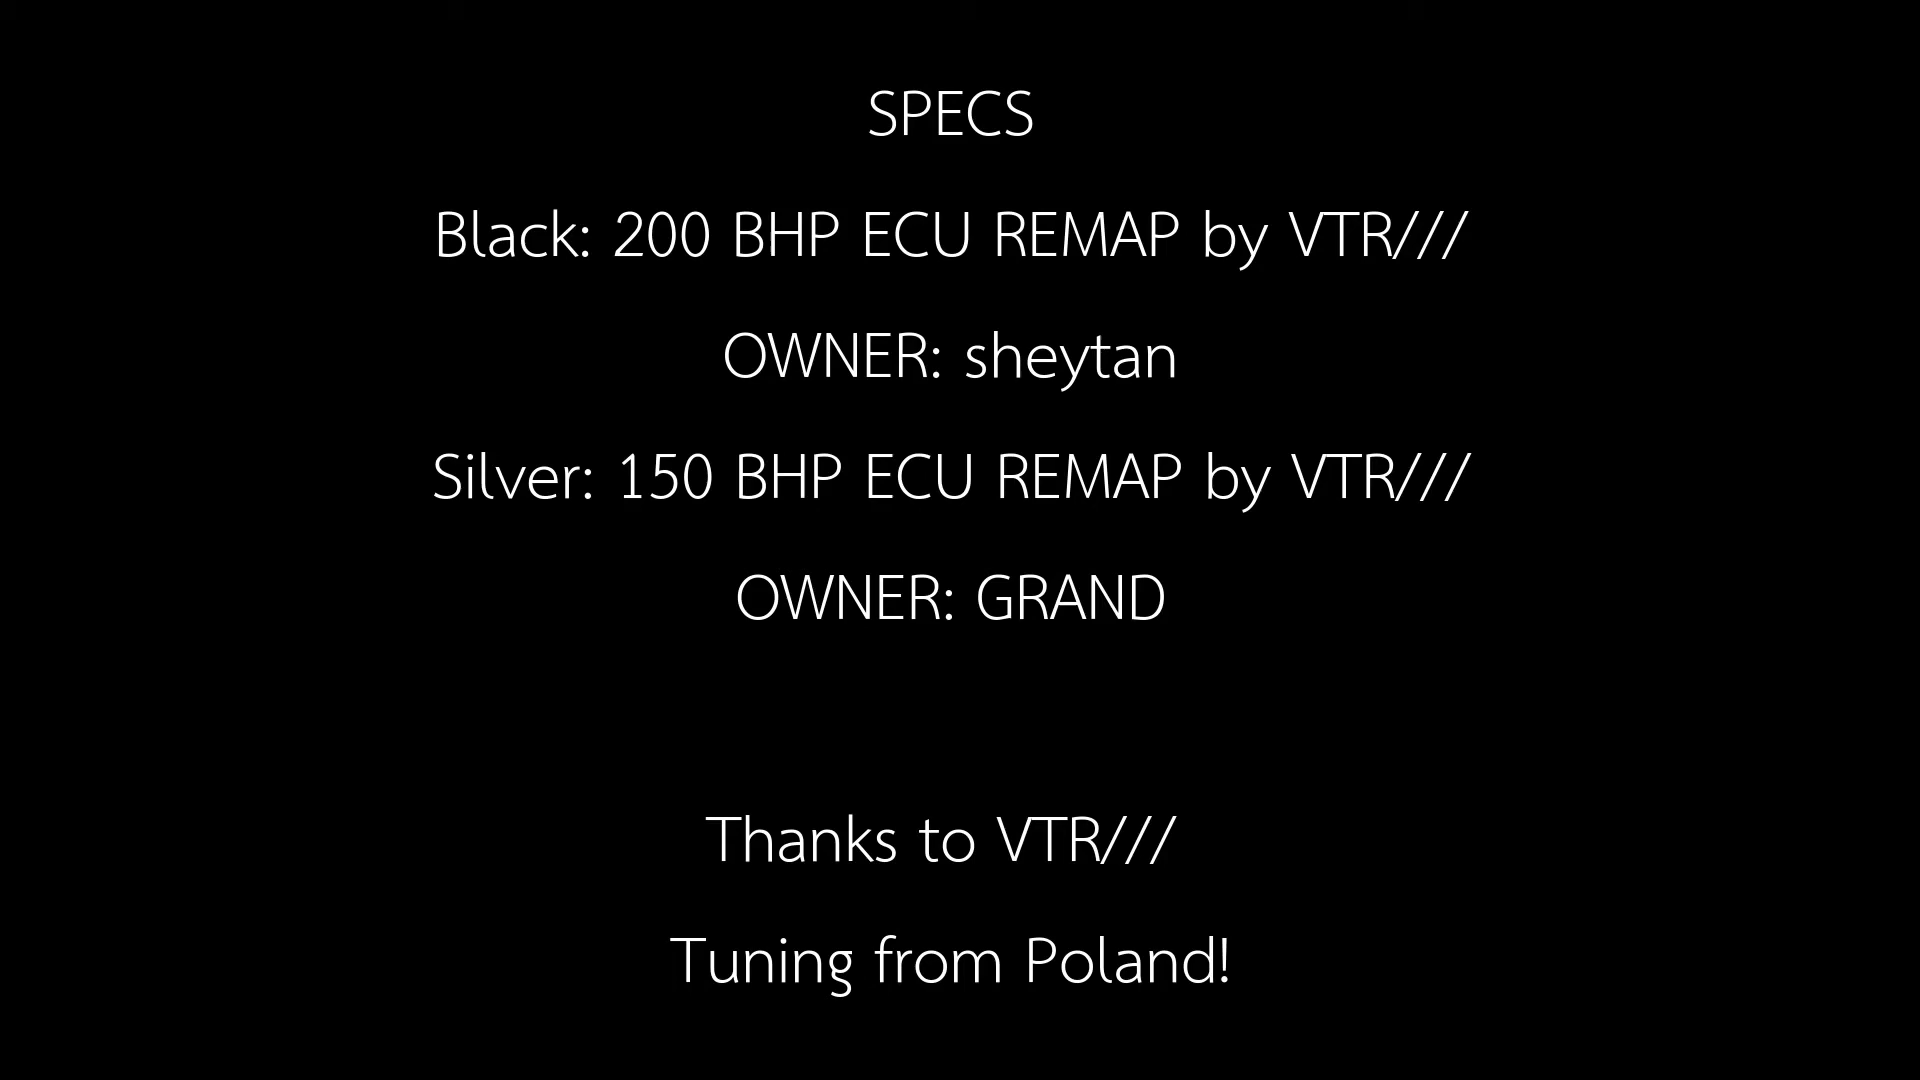 SPECS
Black: 200 BHP ECU REMAP by VTR///
OWNER: sheytan
Silver: 150 BHP ECU REMAP by VTR///
OWNER: GRAND
Thanks to VTR///
Tuning from Poland!